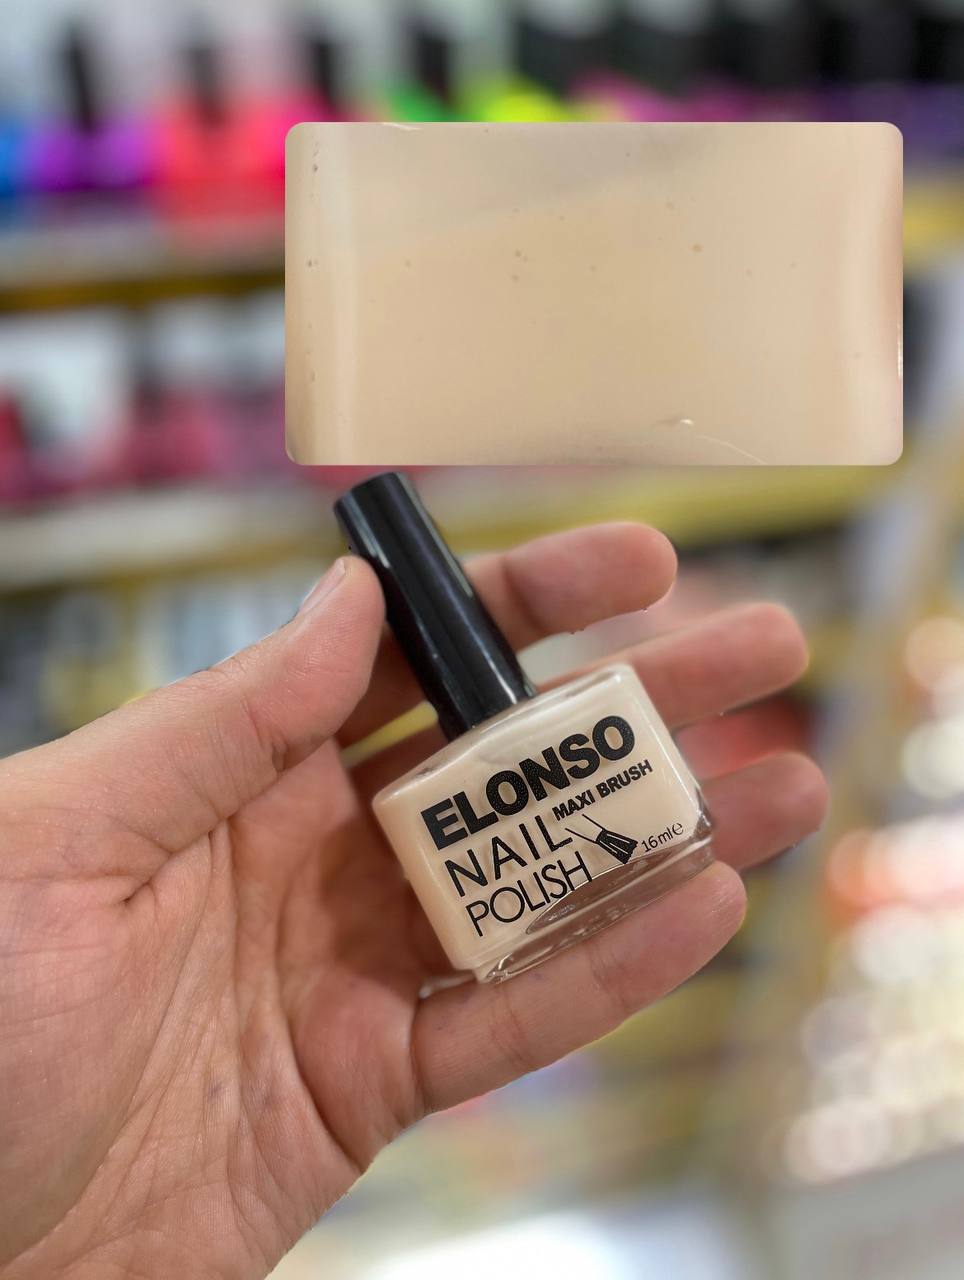 ELONSO
MAXI BRUSH
NAIL
POLISH
16ml e